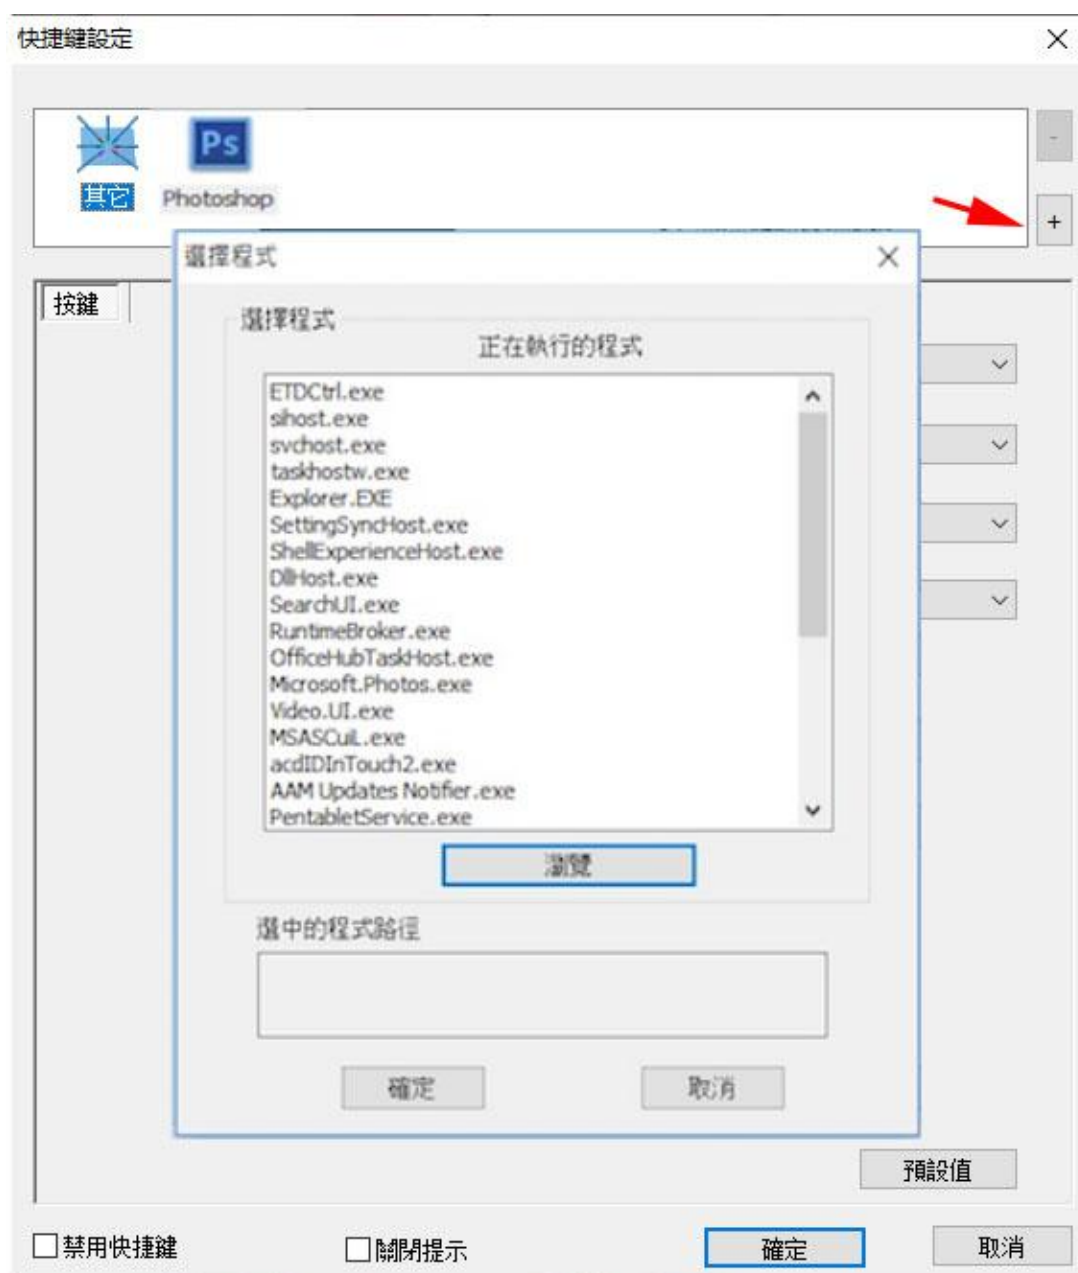 快捷鍵設定
Ps
-
其它 Photoshop
+
選擇程式
按鍵
選擇程式
正在執行的程式
ETDCtrl.exe
sihost.exe
svchost.exe
taskhostw.exe
Explorer.EXE
SettingSyncHost.exe
ShellExperienceHost.exe
DllHost.exe
SearchUI.exe
RuntimeBroker.exe
OfficeHubTaskHost.exe
Microsoft.Photos.exe
Video.UI.exe
MSASCuiL.exe
acdIDInTouch2.exe
AAM Updates Notifier.exe
PentabletService.exe
瀏覽
選中的程式路徑
確定 取消
預設值
禁用快捷鍵 關閉提示 確定 取消